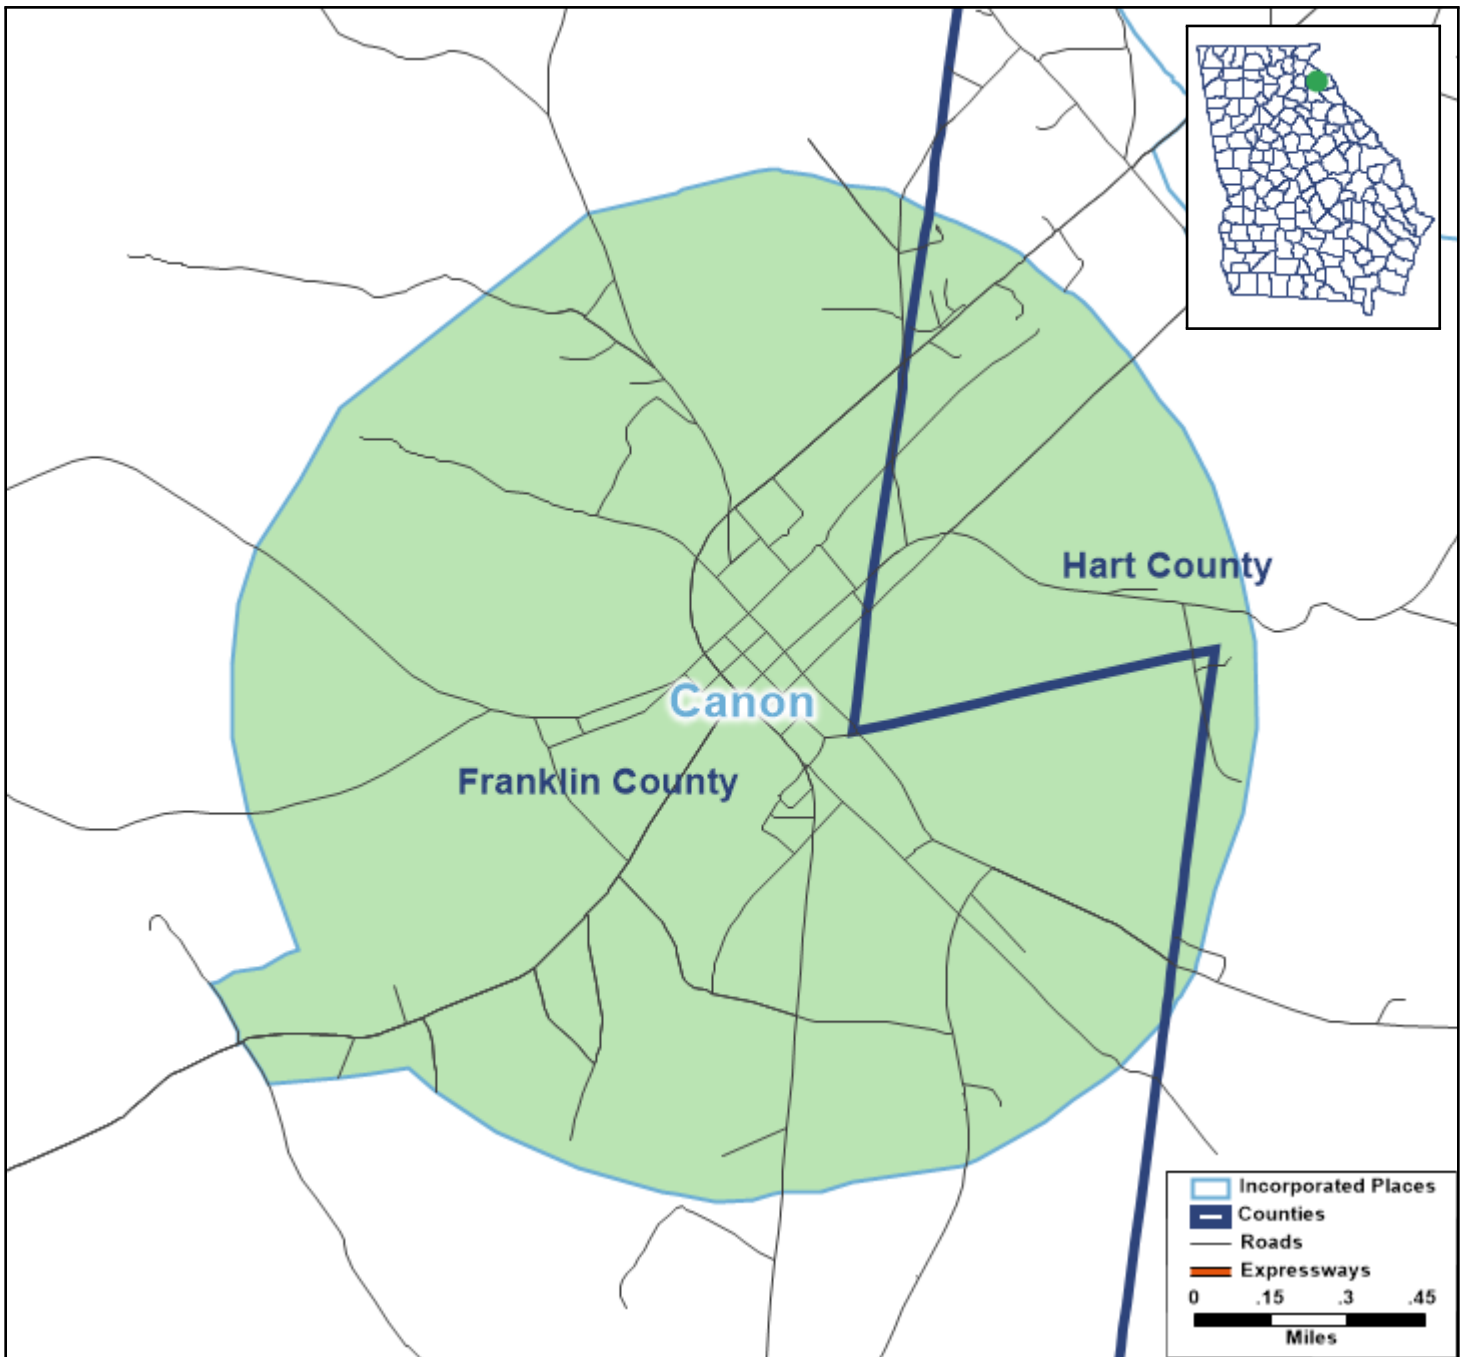 Hart County
Canon
Franklin County
Incorporated Places
Counties
Roads
Expressways
0 .15 .3 .45
Miles